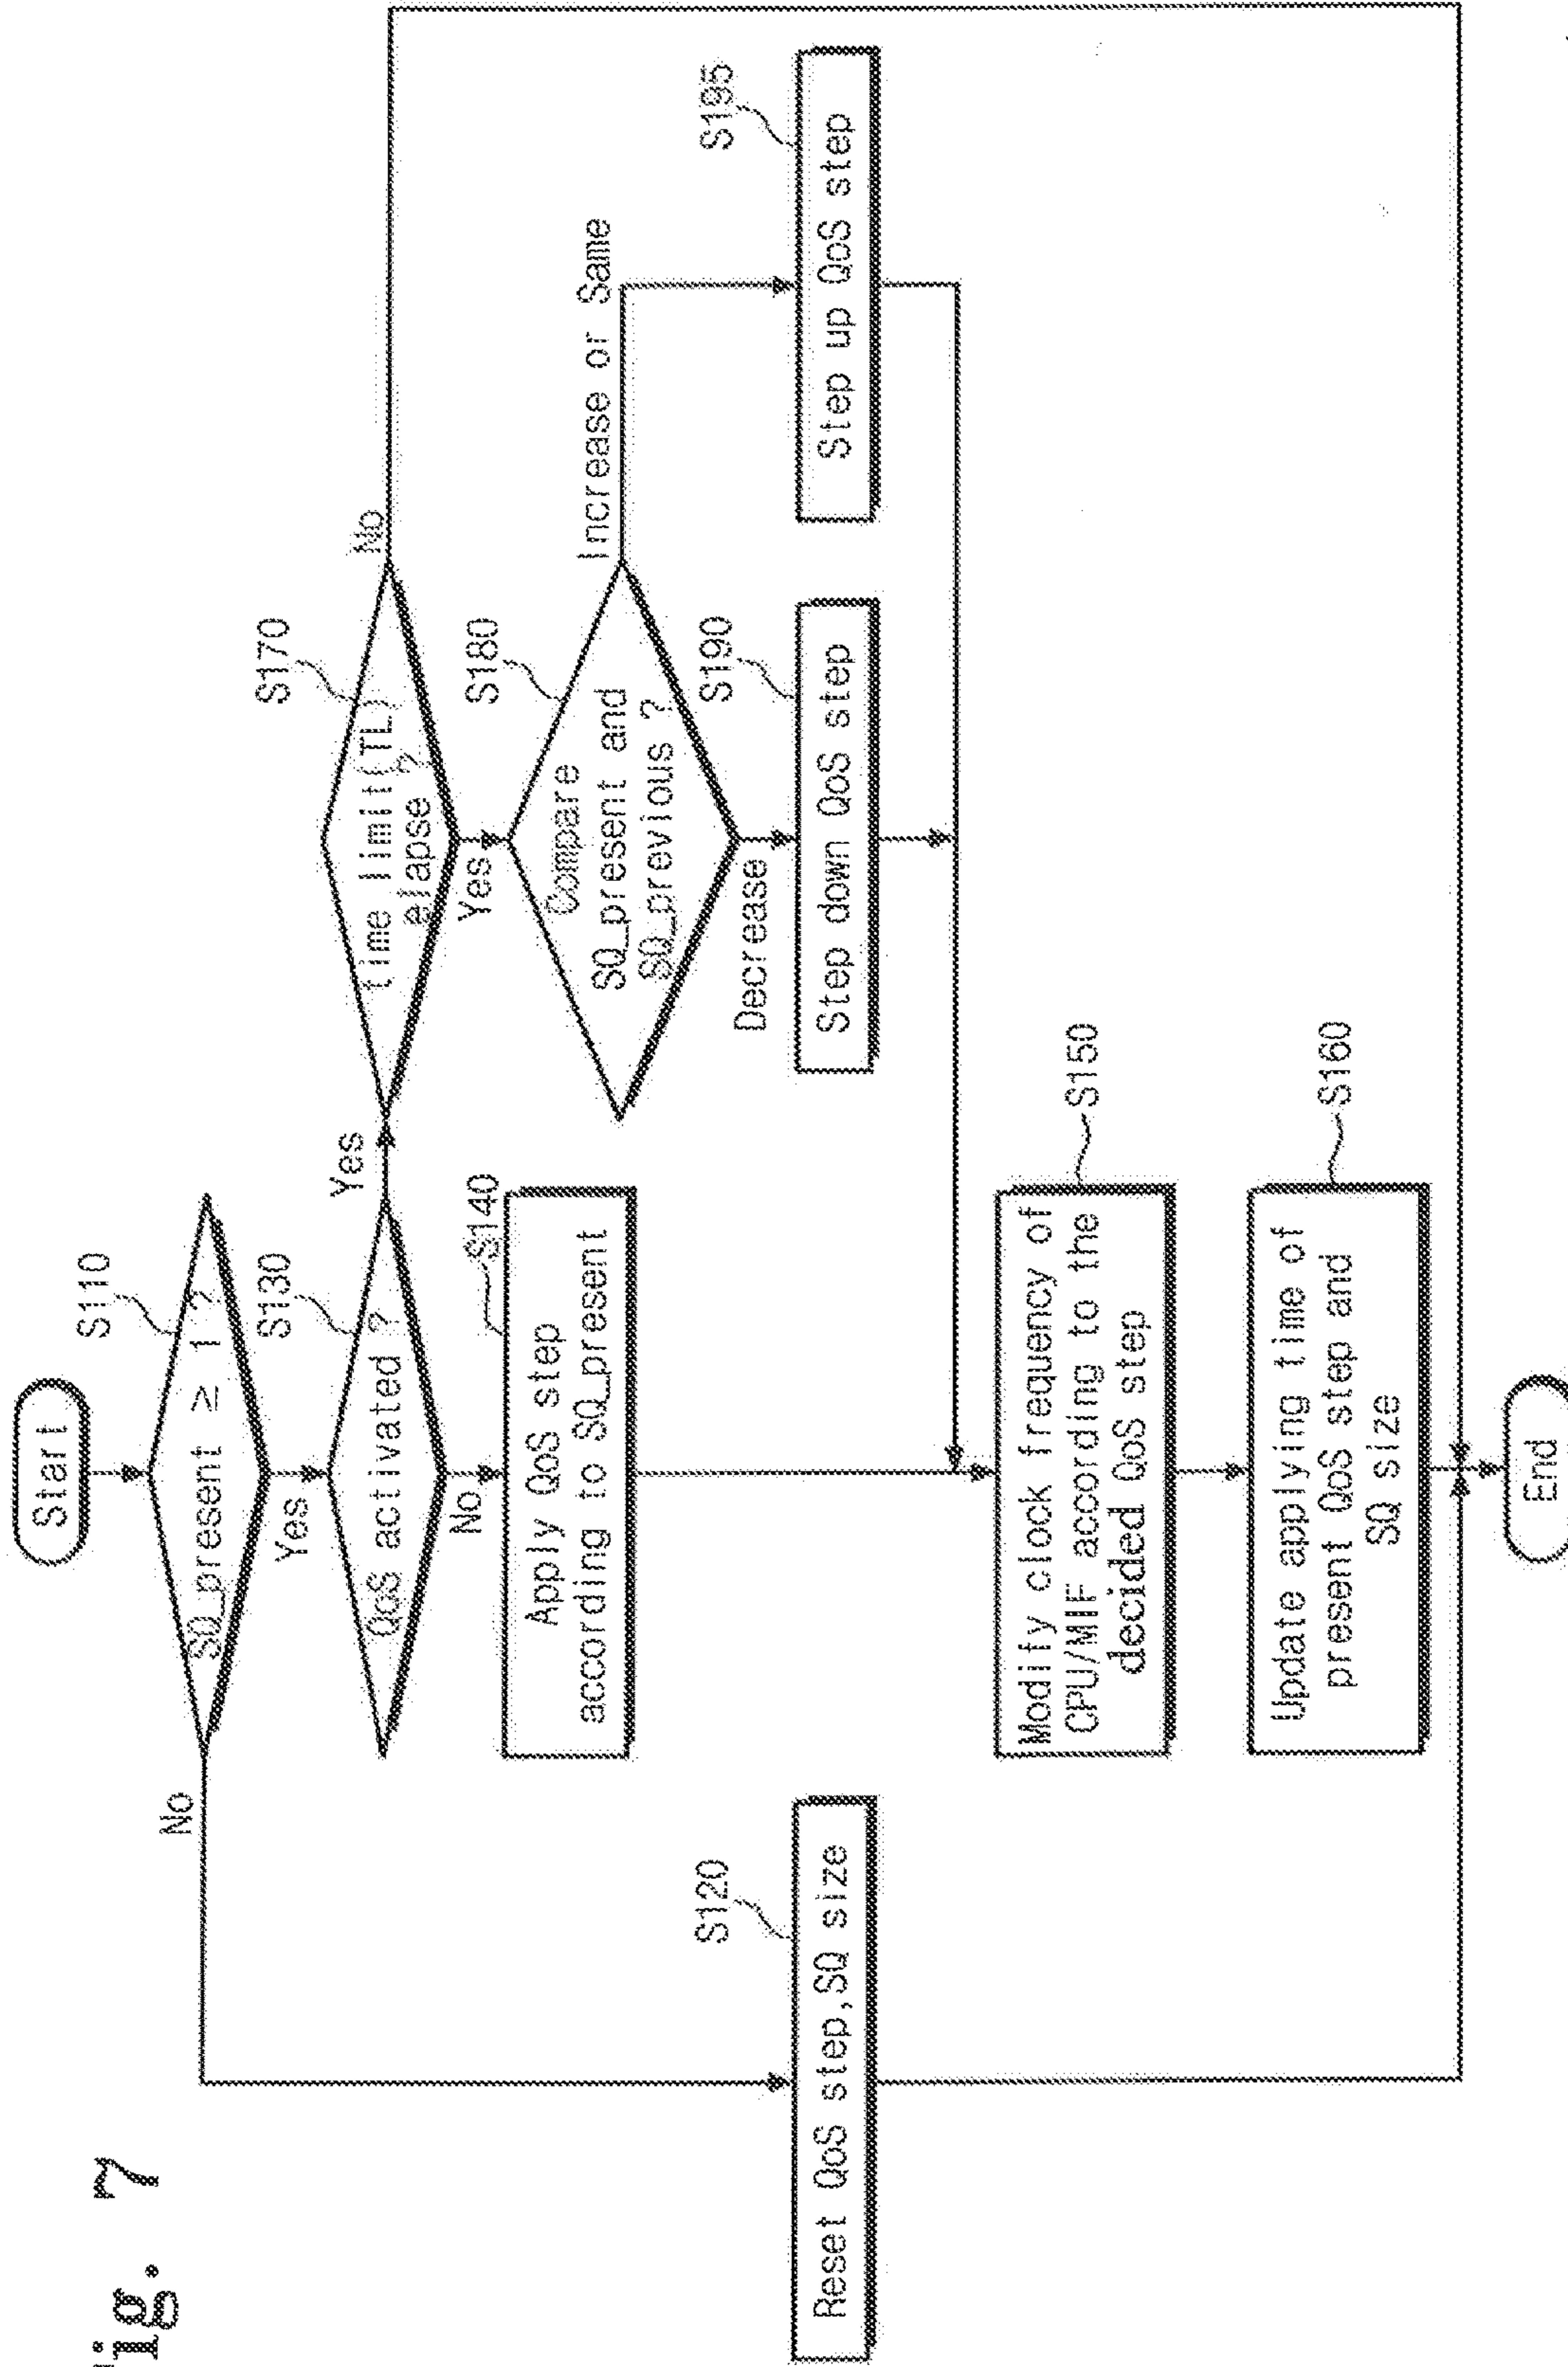 Fig. 7
Start
S110
SQ_present ≥ 1 ?
No
Yes
S130
QoS activated ?
Yes
No
S170
time limit(TL)
elapse ?
No
Yes
S140
Apply QoS step
according to SQ_present
S180
Compare
SQ_present and
SQ_previous ?
Increase or Same
Decrease
S120
Reset QoS step,SQ size
S190
Step down QoS step
S195
Step up QoS step
S150
Modify clock frequency of
CPU/MIF according to the
decided QoS step
S160
Update applying time of
present QoS step and
SQ size
End